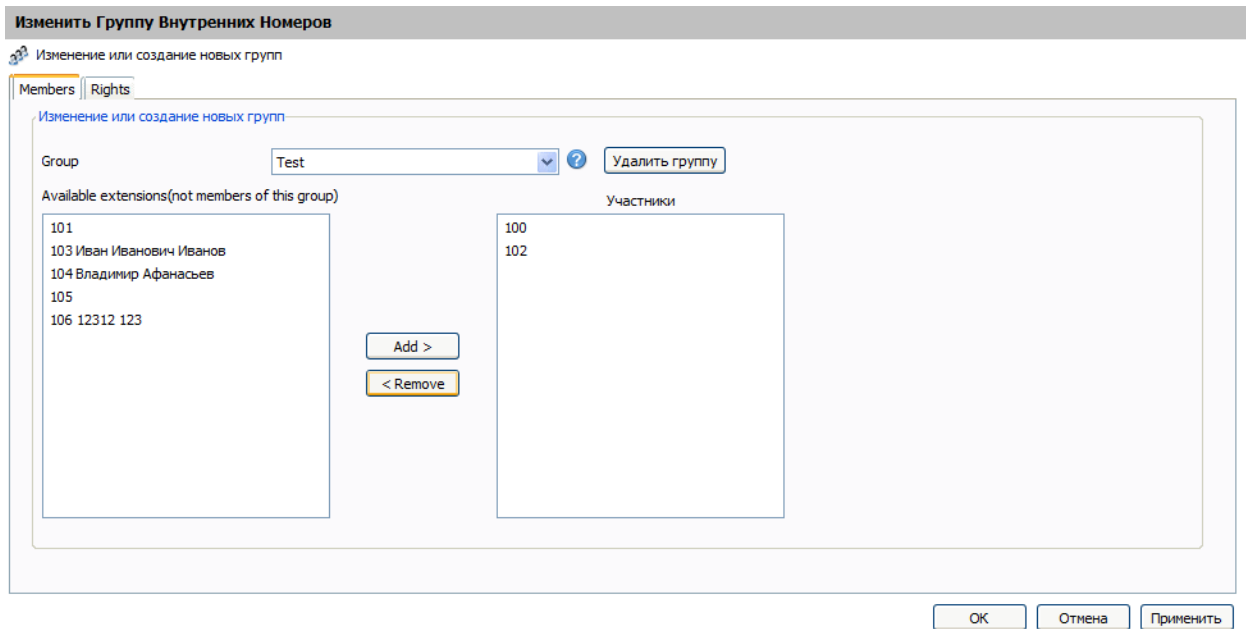 Изменить Группу Внутренних Номеров
Изменение или создание новых групп
Members Rights
Изменение или создание новых групп
Group Test ? Удалить группу
Available extensions(not members of this group) Участники
101
103 Иван Иванович Иванов
104 Владимир Афанасьев
105
106 12312 123
100
102
Add >
< Remove
OK Отмена Применить